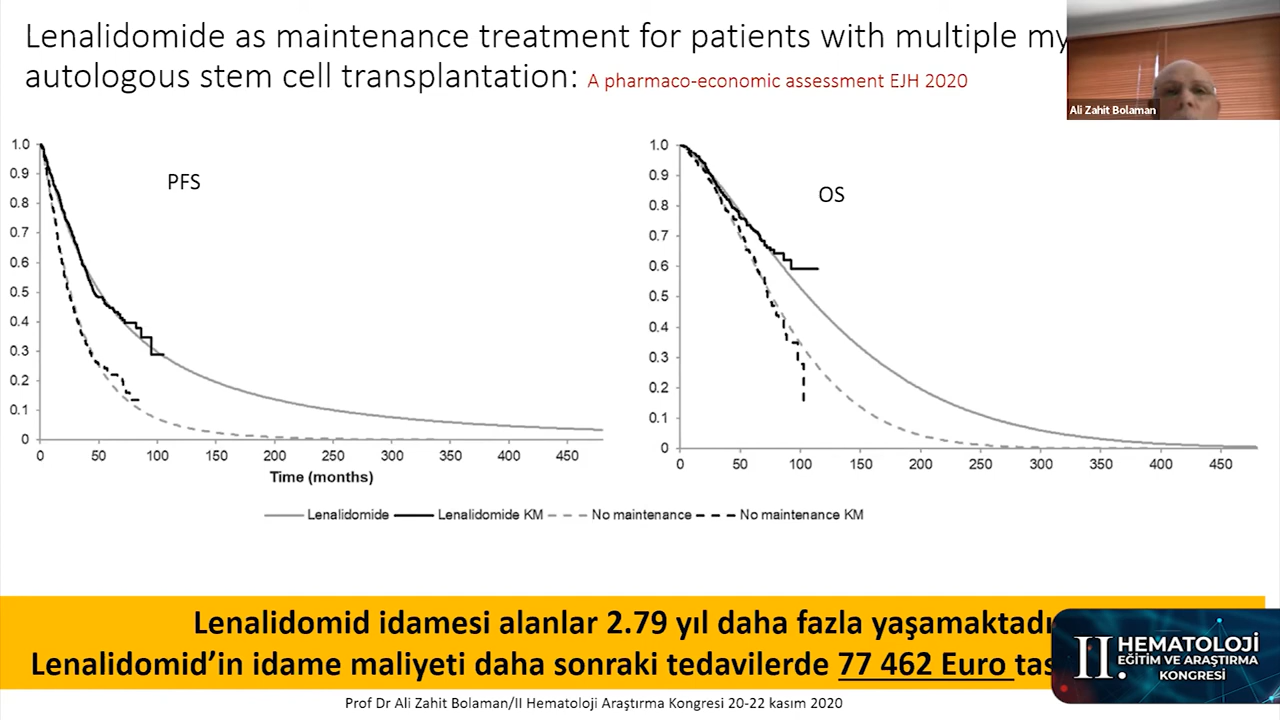 Lenalidomide as maintenance treatment for patients with multiple my
autologous stem cell transplantation: A pharmaco-economic assessment EJH 2020
Ali Zahit Bolaman
PFS
1.0
0.9
0.8
0.7
0.6
0.5
0.4
0.3
0.2
0.1
0
0 50 100 150 200 250 300 350 400 450
Time (months)
OS
1.0
0.9
0.8
0.7
0.6
0.5
0.4
0.3
0.2
0.1
0
0 50 100 150 200 250 300 350 400 450
Lenalidomide Lenalidomide KM No maintenance No maintenance KM
Lenalidomid idamesi alanlar 2.79 yıl daha fazla yaşamaktadı
Lenalidomid’in idame maliyeti daha sonraki tedavilerde 77 462 Euro tas
II. HEMATOLOJİ
EĞİTİM VE ARAŞTIRMA
KONGRESİ
Prof Dr Ali Zahit Bolaman/II Hematoloji Araştırma Kongresi 20-22 kasım 2020